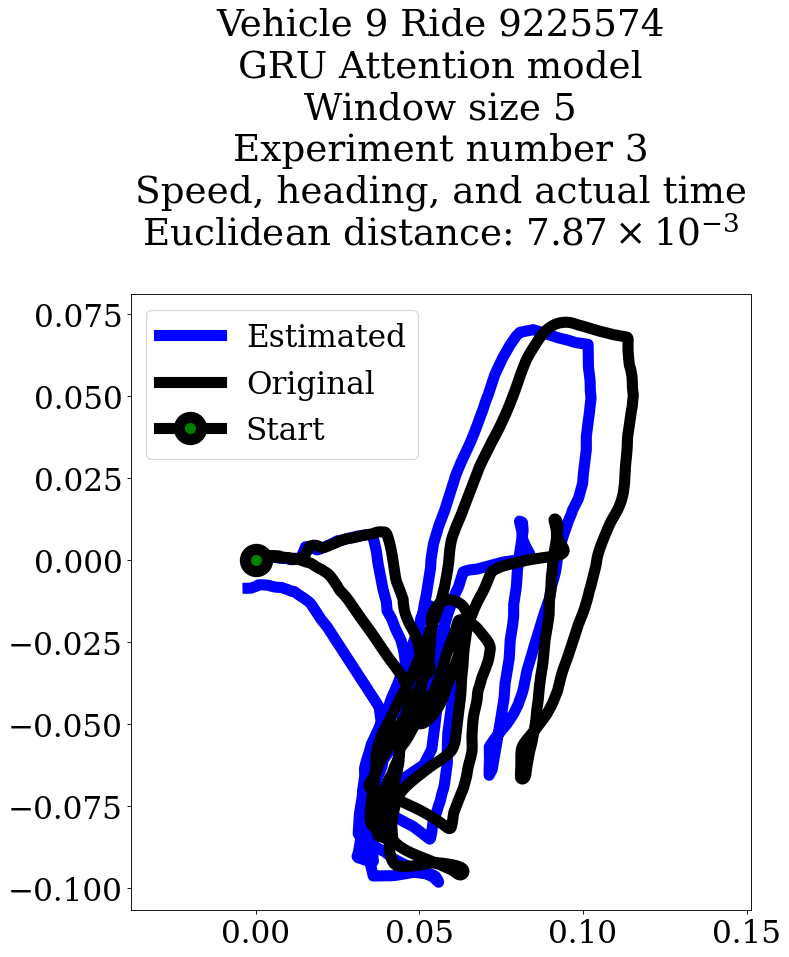 Vehicle 9 Ride 9225574
GRU Attention model
Window size 5
Experiment number 3
Speed, heading, and actual time
Euclidean distance: 7.87 × 10⁻³
0.075
0.050
0.025
0.000
−0.025
−0.050
−0.075
−0.100
Estimated
Original
Start
0.00 0.05 0.10 0.15